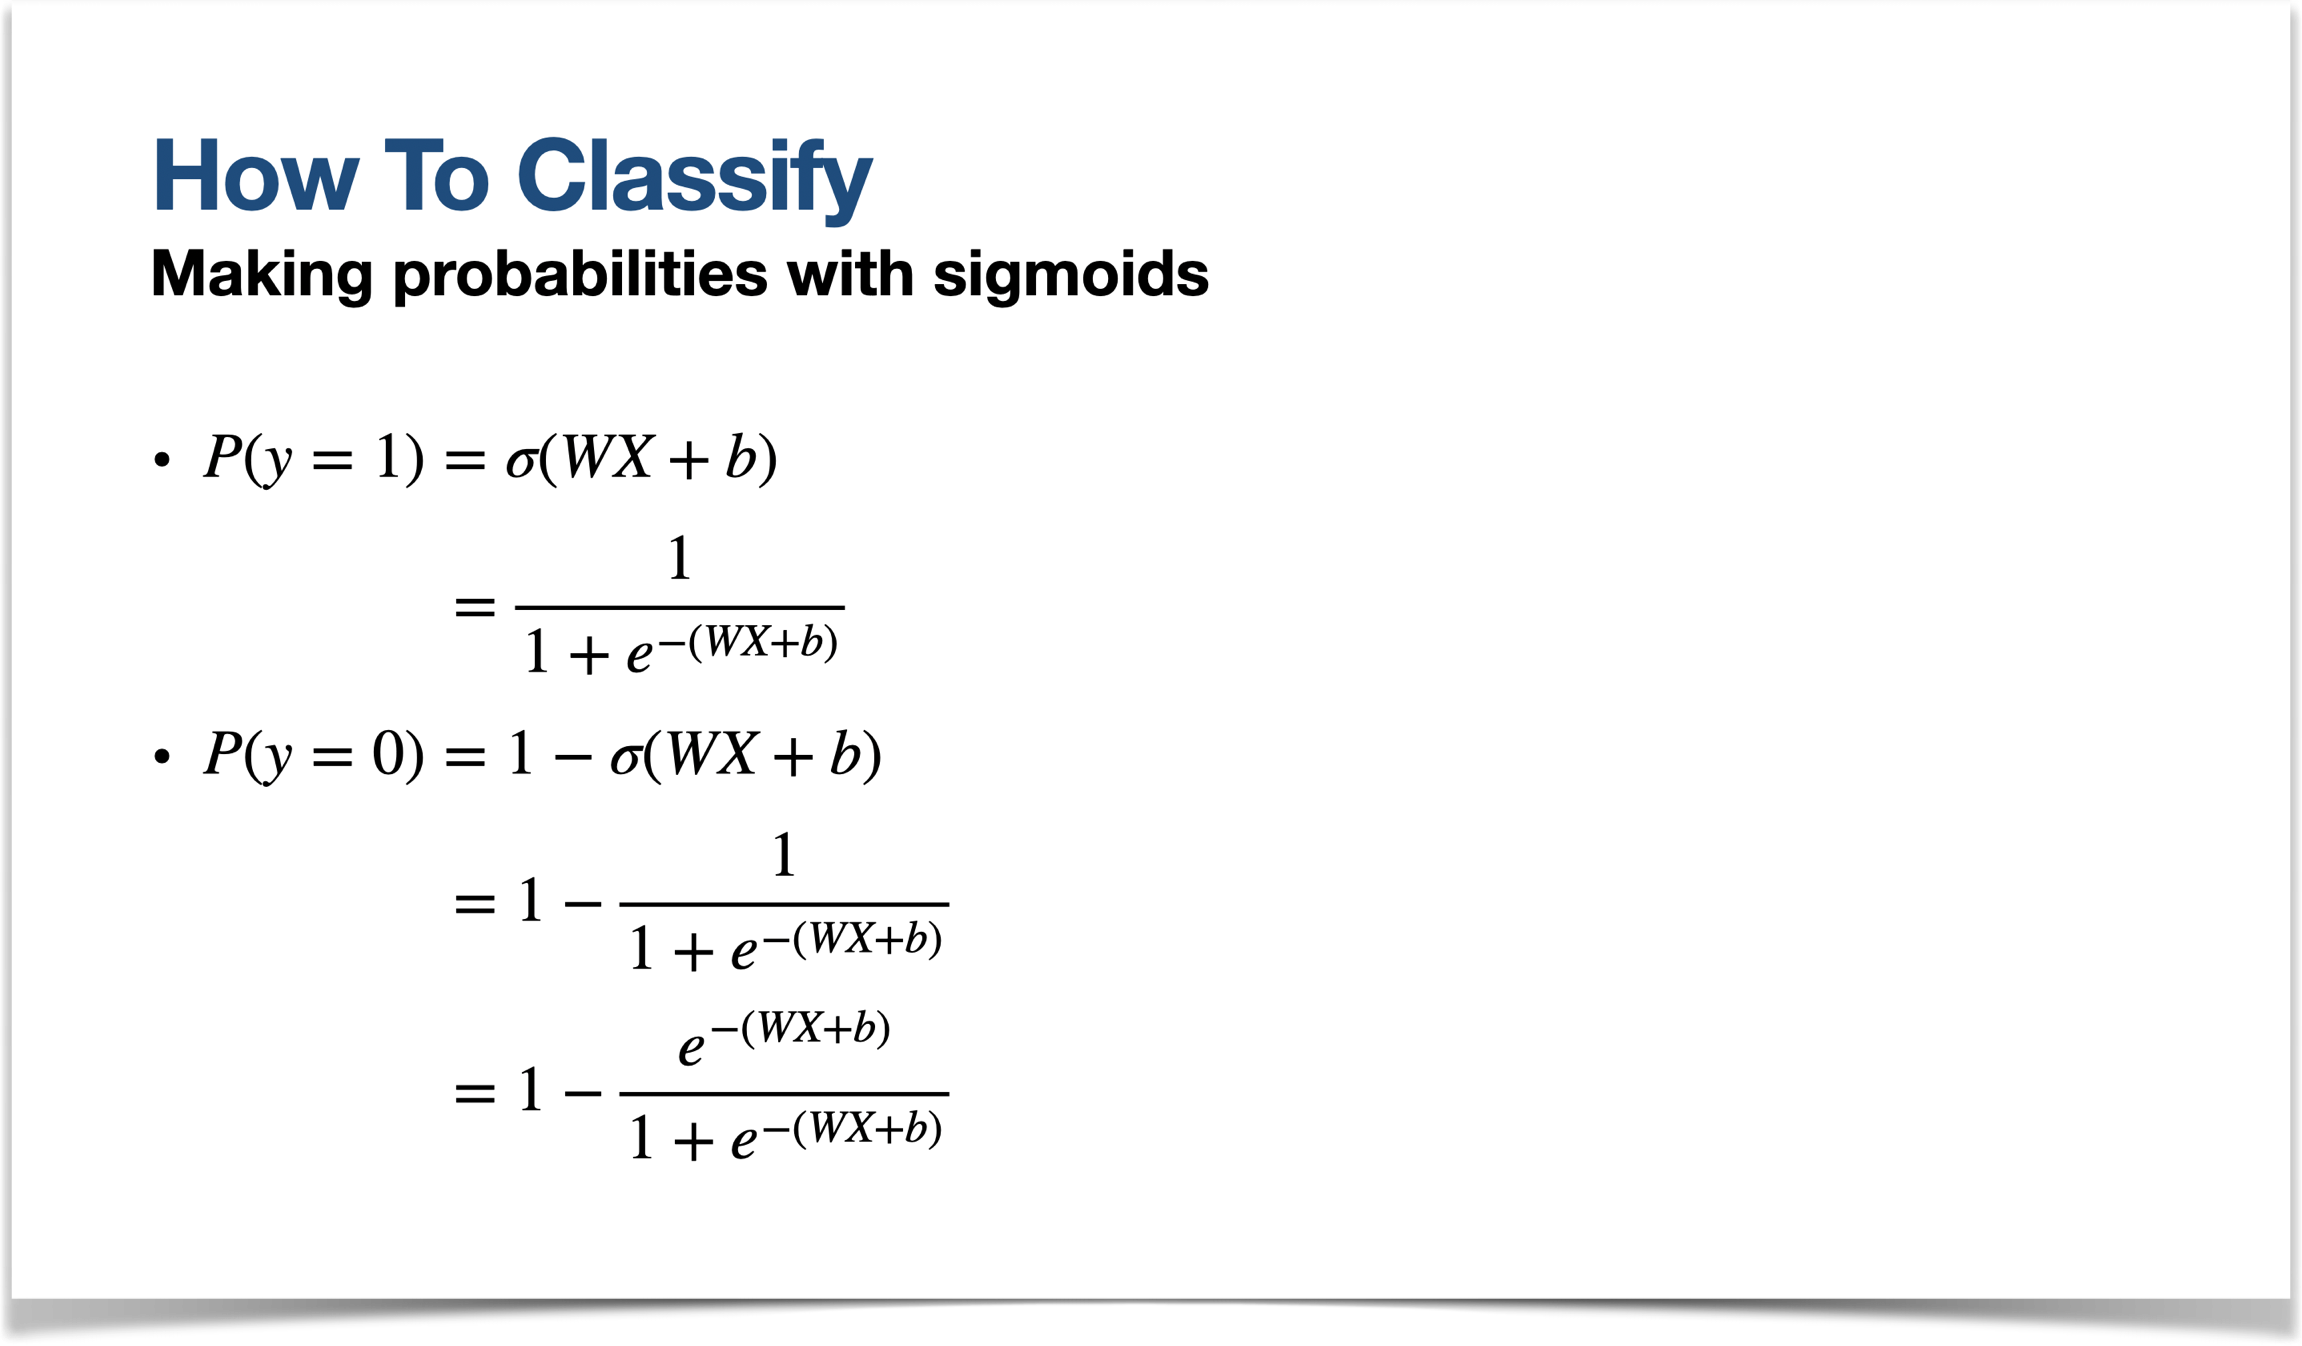 How To Classify
Making probabilities with sigmoids
• P(y = 1) = σ(WX + b)
= 1 / (1 + e^{−(WX+b)})
• P(y = 0) = 1 − σ(WX + b)
= 1 − 1 / (1 + e^{−(WX+b)})
= 1 − e^{−(WX+b)} / (1 + e^{−(WX+b)})